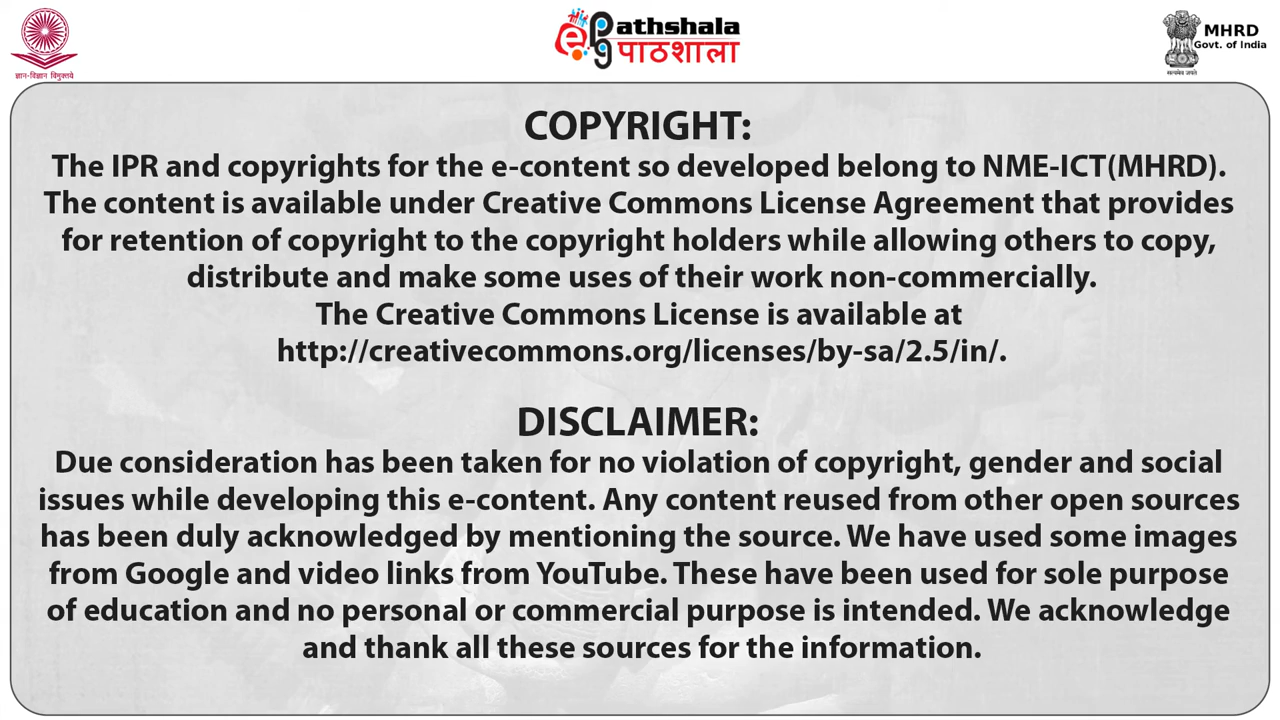 ज्ञान-विज्ञान विमुक्तये
ePathshala
पाठशाला
MHRD
Govt. of India
सत्यमेव जयते
COPYRIGHT:
The IPR and copyrights for the e-content so developed belong to NME-ICT(MHRD).
The content is available under Creative Commons License Agreement that provides
for retention of copyright to the copyright holders while allowing others to copy,
distribute and make some uses of their work non-commercially.
The Creative Commons License is available at
http://creativecommons.org/licenses/by-sa/2.5/in/.
DISCLAIMER:
Due consideration has been taken for no violation of copyright, gender and social
issues while developing this e-content. Any content reused from other open sources
has been duly acknowledged by mentioning the source. We have used some images
from Google and video links from YouTube. These have been used for sole purpose
of education and no personal or commercial purpose is intended. We acknowledge
and thank all these sources for the information.